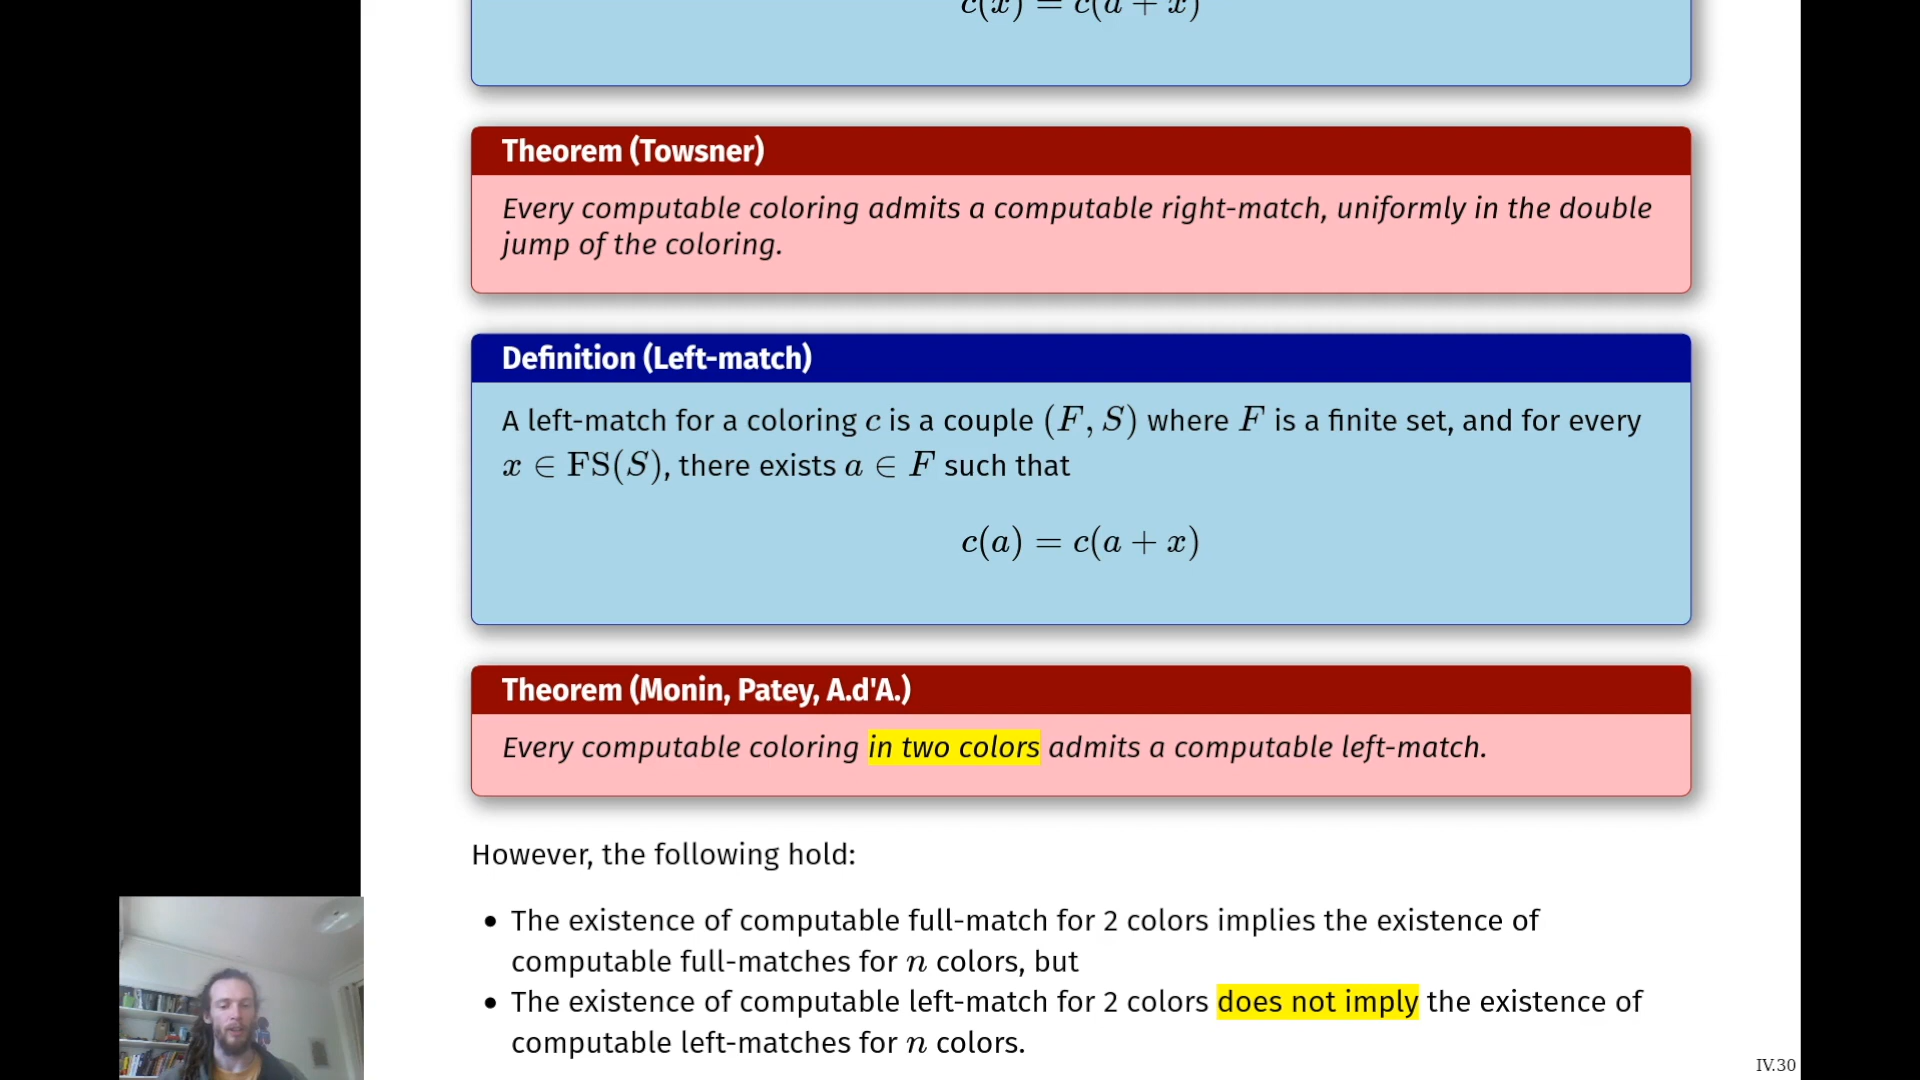 c(x) = c(a + x)
Theorem (Towsner)
Every computable coloring admits a computable right-match, uniformly in the double
jump of the coloring.
Definition (Left-match)
A left-match for a coloring c is a couple (F, S) where F is a finite set, and for every
x ∈ FS(S), there exists a ∈ F such that
c(a) = c(a + x)
Theorem (Monin, Patey, A.d'A.)
Every computable coloring in two colors admits a computable left-match.
However, the following hold:
• The existence of computable full-match for 2 colors implies the existence of
computable full-matches for n colors, but
• The existence of computable left-match for 2 colors does not imply the existence of
computable left-matches for n colors.
IV.30